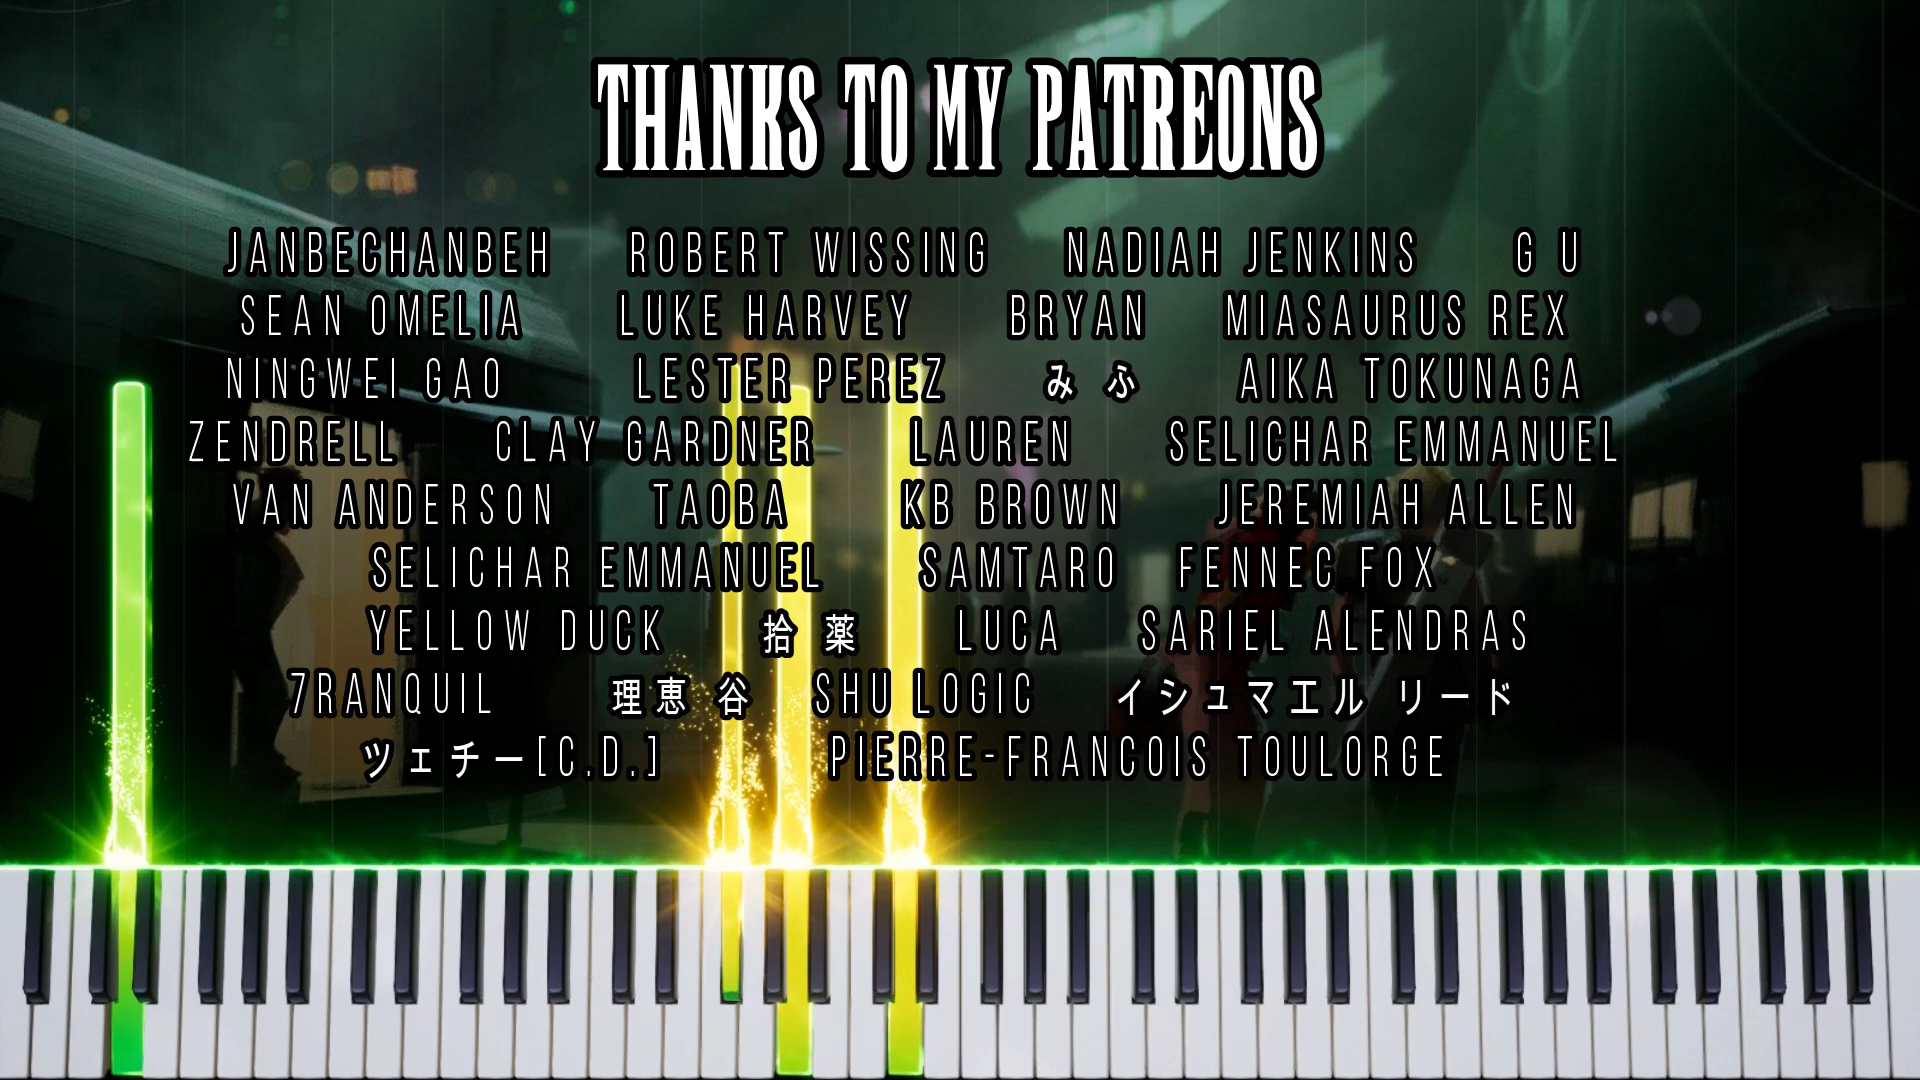 THANKS TO MY PATREONS
JANBECHANBEH ROBERT WISSING NADIAH JENKINS G U
SEAN OMELIA LUKE HARVEY BRYAN MIASAURUS REX
NINGWEI GAO LESTER PEREZ み ふ AIKA TOKUNAGA
ZENDRELL CLAY GARDNER LAUREN SELICHAR EMMANUEL
VAN ANDERSON TAOBA KB BROWN JEREMIAH ALLEN
SELICHAR EMMANUEL SAMTARO FENNEC FOX
YELLOW DUCK 拾 薬 LUCA SARIEL ALENDRAS
7RANQUIL 理恵 谷 SHU LOGIC イシュマエル リード
ツェチー[C.D.] PIERRE-FRANCOIS TOULORGE